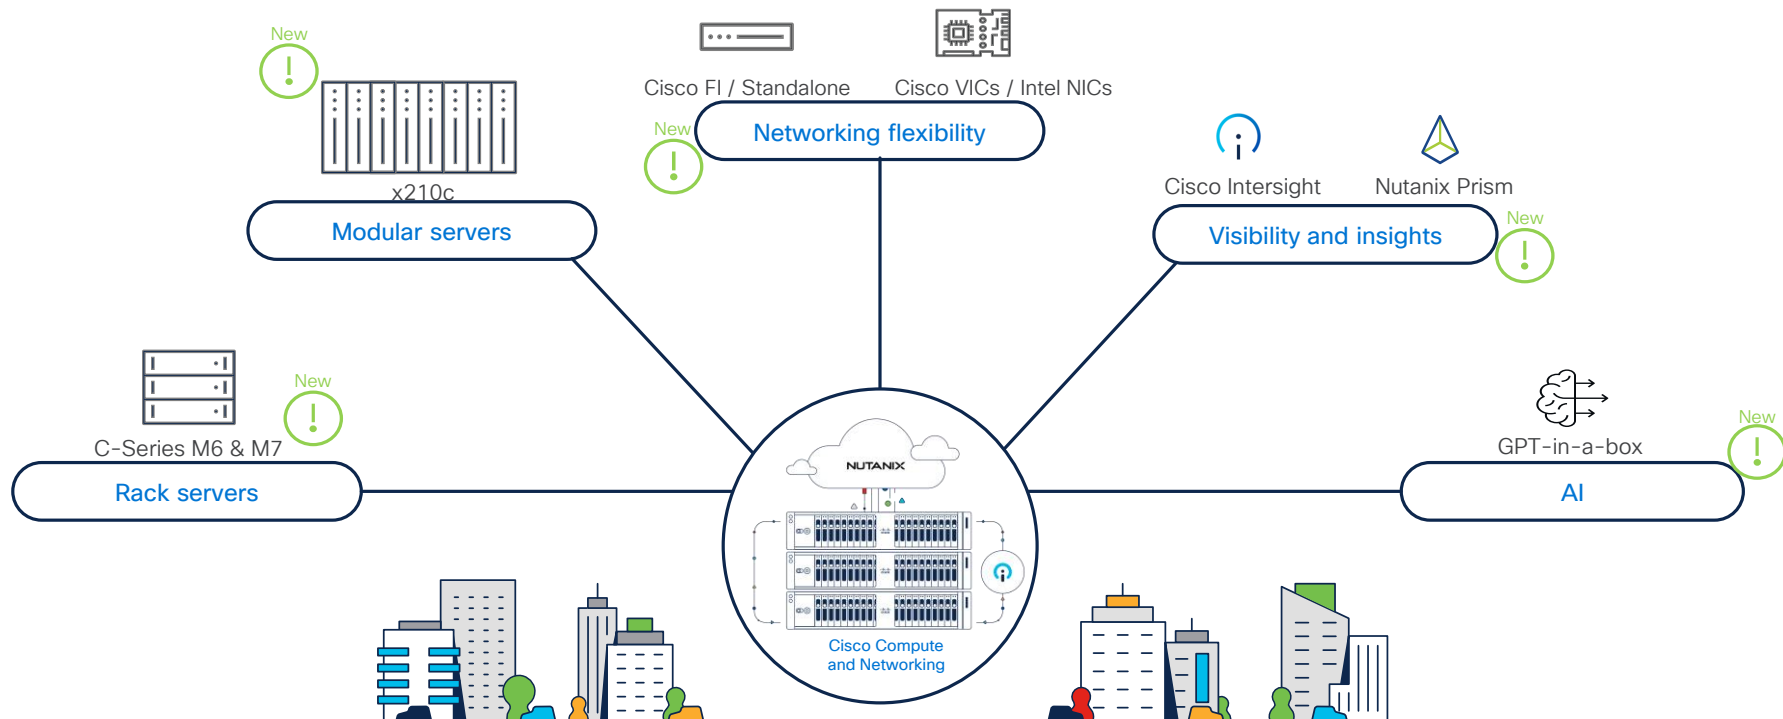 New
x210c
Modular servers
Cisco FI / Standalone
Cisco VICs / Intel NICs
New
Networking flexibility
Cisco Intersight
Nutanix Prism
New
Visibility and insights
C-Series M6 & M7
New
Rack servers
GPT-in-a-box
New
AI
NUTANIX
Cisco Compute
and Networking